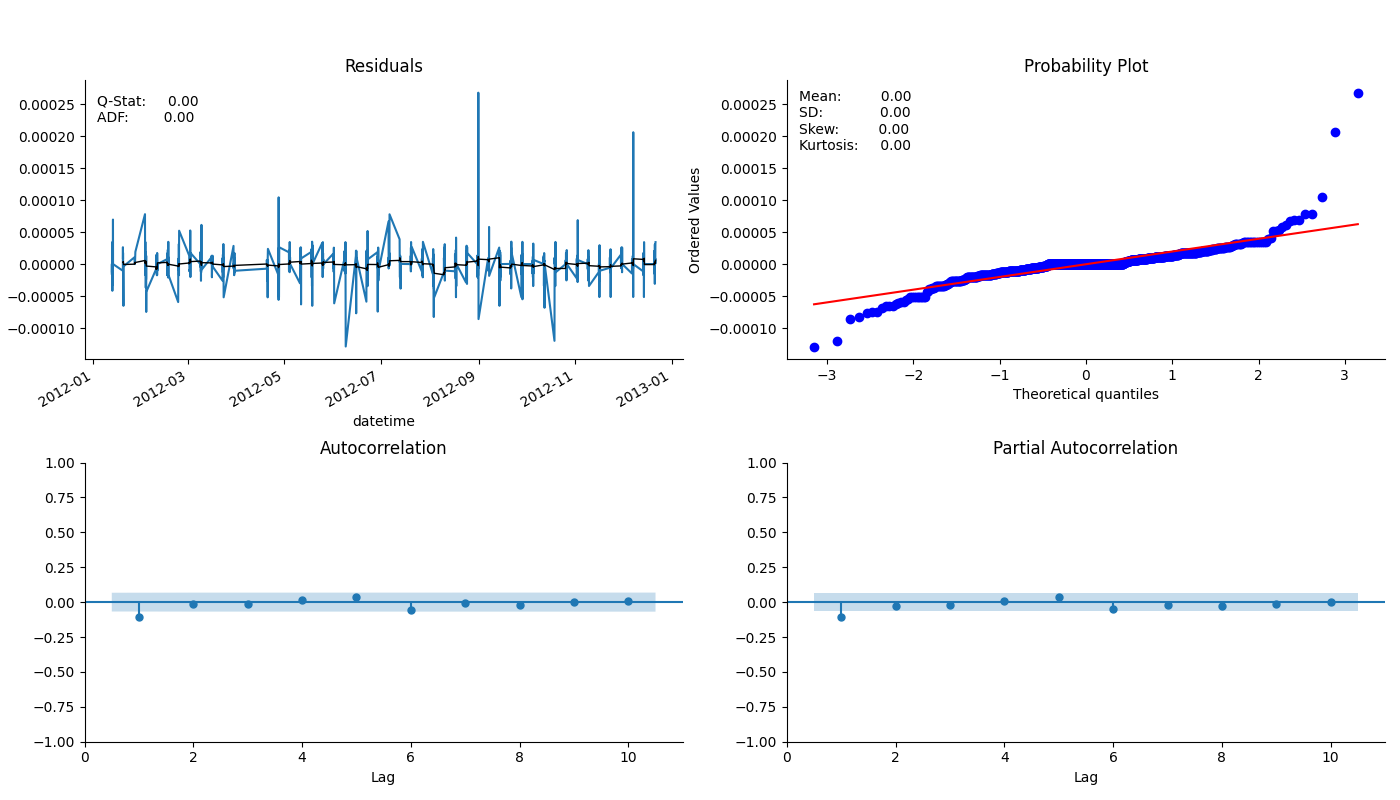 Residuals
Q-Stat: 0.00
ADF: 0.00
0.00025
0.00020
0.00015
0.00010
0.00005
0.00000
−0.00005
−0.00010
2012-01
2012-03
2012-05
2012-07
2012-09
2012-11
2013-01
datetime
Probability Plot
Mean: 0.00
SD: 0.00
Skew: 0.00
Kurtosis: 0.00
Ordered Values
0.00025
0.00020
0.00015
0.00010
0.00005
0.00000
−0.00005
−0.00010
−3 −2 −1 0 1 2 3
Theoretical quantiles
Autocorrelation
1.00
0.75
0.50
0.25
0.00
−0.25
−0.50
−0.75
−1.00
0 2 4 6 8 10
Lag
Partial Autocorrelation
1.00
0.75
0.50
0.25
0.00
−0.25
−0.50
−0.75
−1.00
0 2 4 6 8 10
Lag